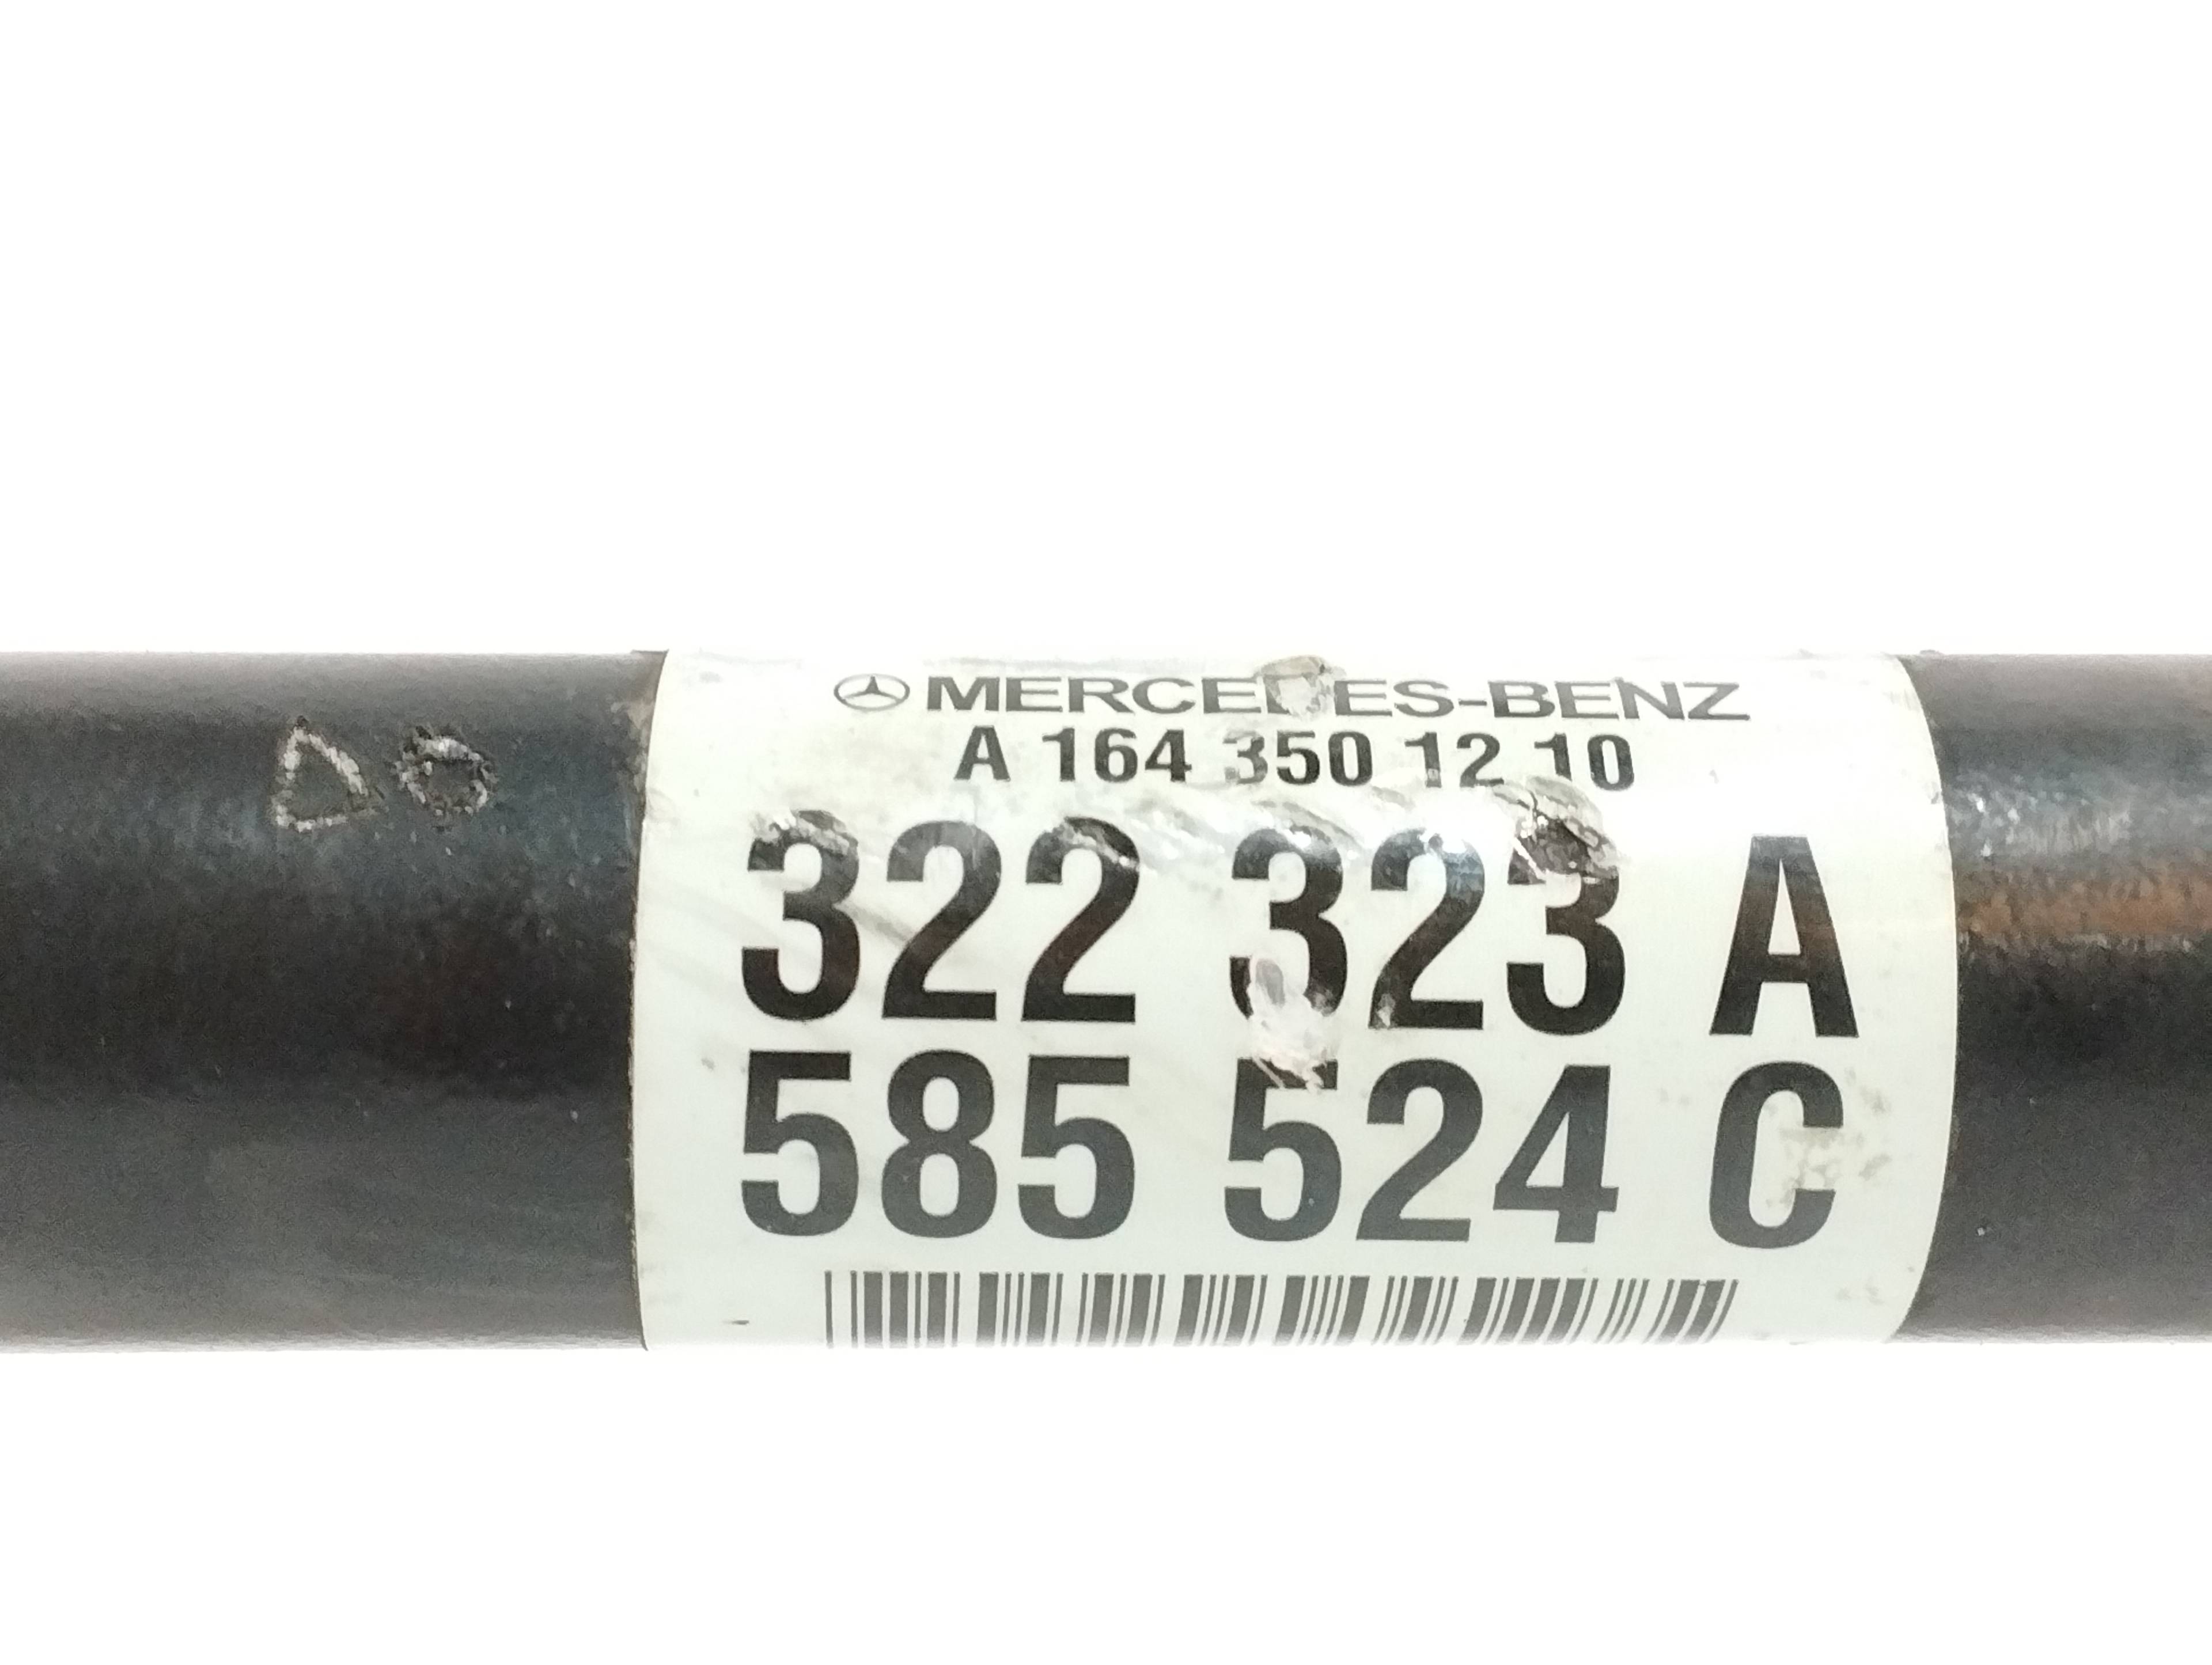 MERCEDES-BENZ
A 164 350 12 10
322 323 A
585 524 C